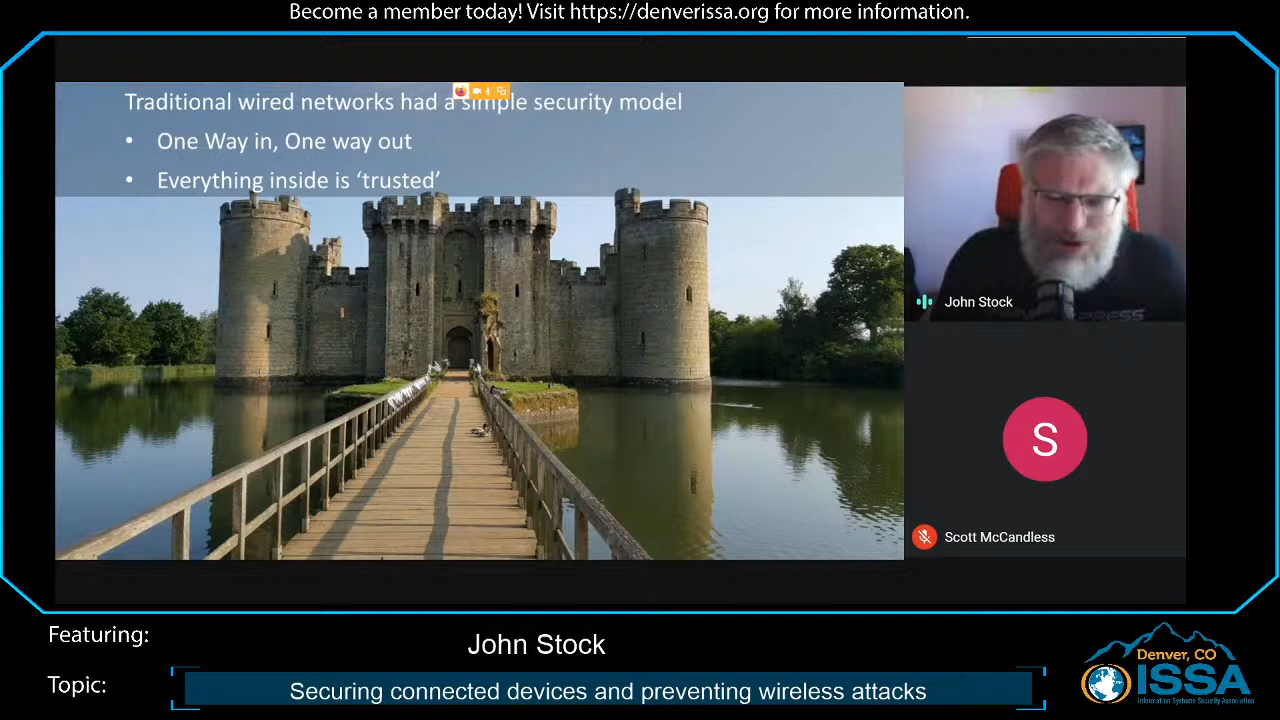 Become a member today! Visit https://denverissa.org for more information.
Traditional wired networks had a simple security model
• One Way in, One way out
• Everything inside is ‘trusted’
John Stock
S
Scott McCandless
Featuring:
John Stock
Topic:
Securing connected devices and preventing wireless attacks
Denver, CO
ISSA
Information Systems Security Association